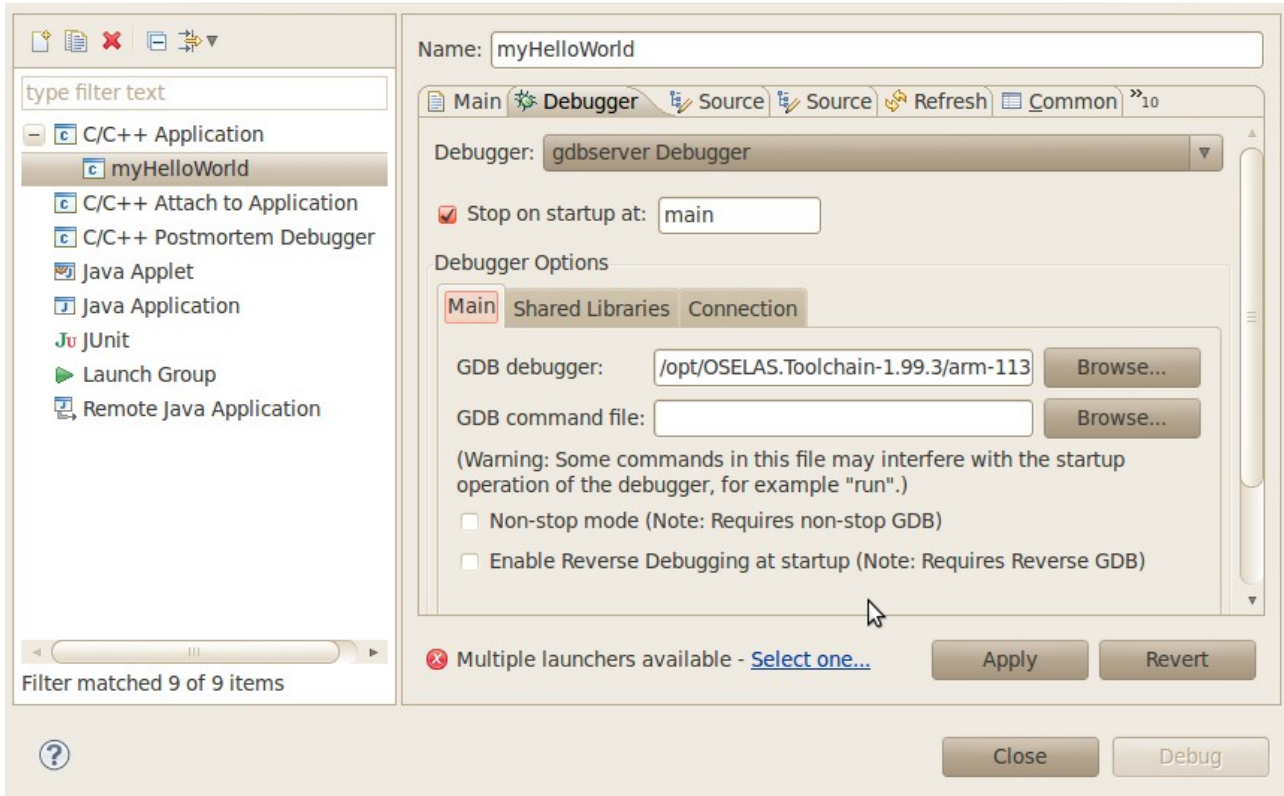 type filter text
C/C++ Application
myHelloWorld
C/C++ Attach to Application
C/C++ Postmortem Debugger
Java Applet
Java Application
Ju JUnit
Launch Group
Remote Java Application
Filter matched 9 of 9 items
Name: myHelloWorld
Main Debugger Source Source Refresh Common »10
Debugger: gdbserver Debugger
Stop on startup at: main
Debugger Options
Main Shared Libraries Connection
GDB debugger: /opt/OSELAS.Toolchain-1.99.3/arm-113 Browse...
GDB command file: Browse...
(Warning: Some commands in this file may interfere with the startup
operation of the debugger, for example "run".)
Non-stop mode (Note: Requires non-stop GDB)
Enable Reverse Debugging at startup (Note: Requires Reverse GDB)
Multiple launchers available - Select one... Apply Revert
Close Debug